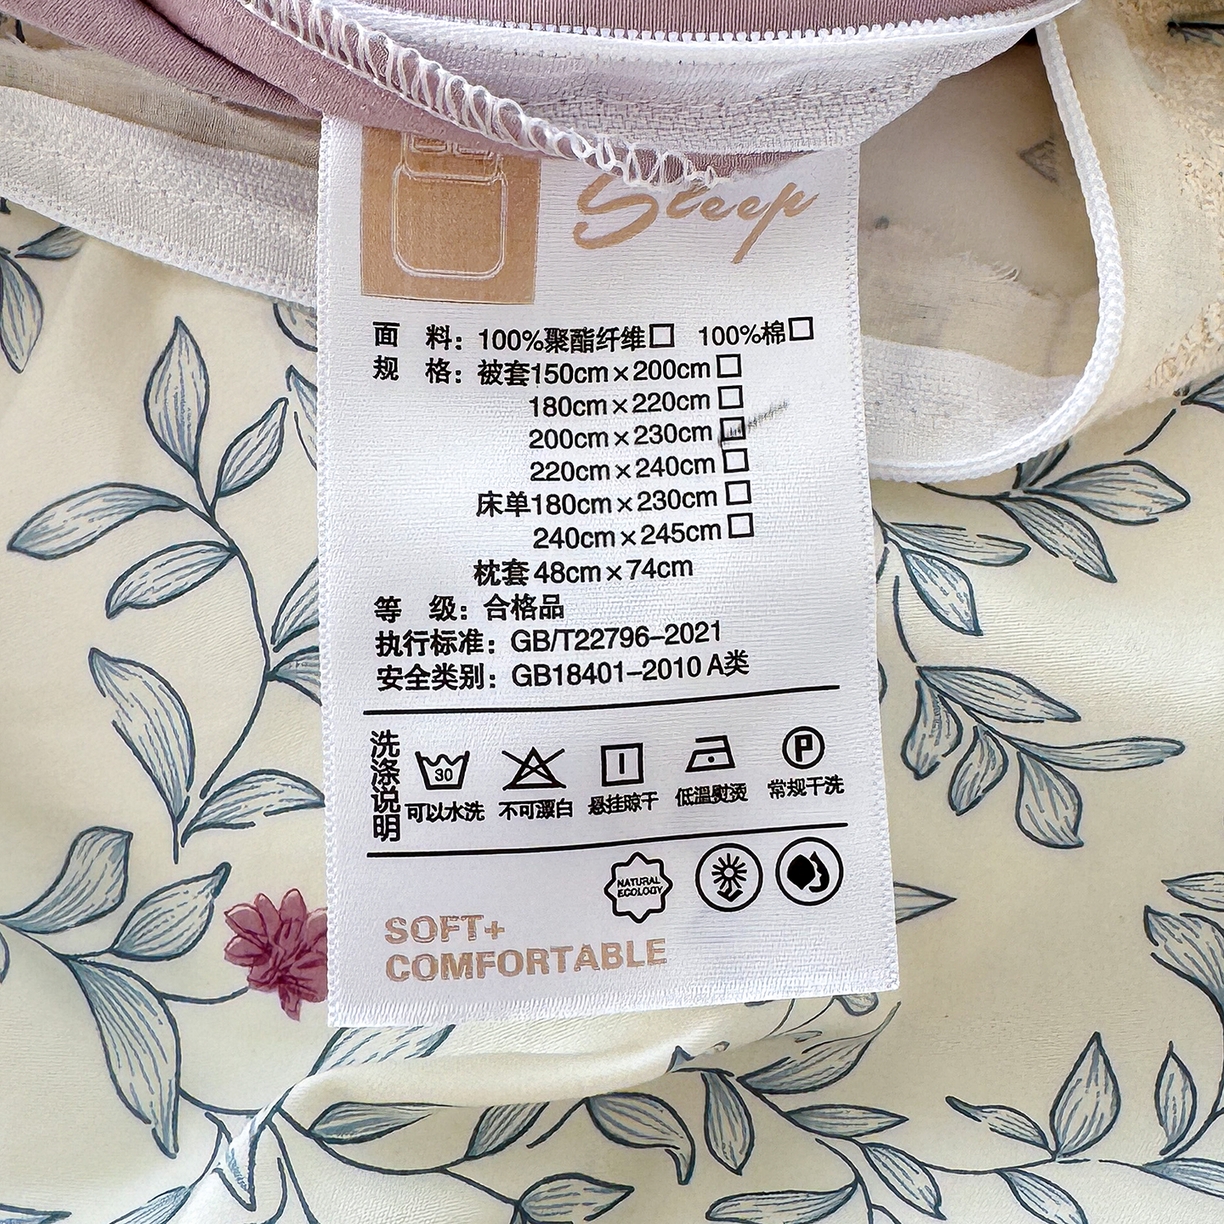 Sleep
面 料：100%聚酯纤维□ 100%棉□
规 格：被套150cm×200cm□
180cm×220cm□
200cm×230cm□
220cm×240cm□
床单180cm×230cm□
240cm×245cm□
枕套48cm×74cm
等 级：合格品
执行标准：GB/T22796-2021
安全类别：GB18401-2010 A类
洗涤说明
30
P
可以水洗 不可漂白 悬挂晾干 低温熨烫 常规干洗
NATURAL
ECOLOGY
SOFT+
COMFORTABLE